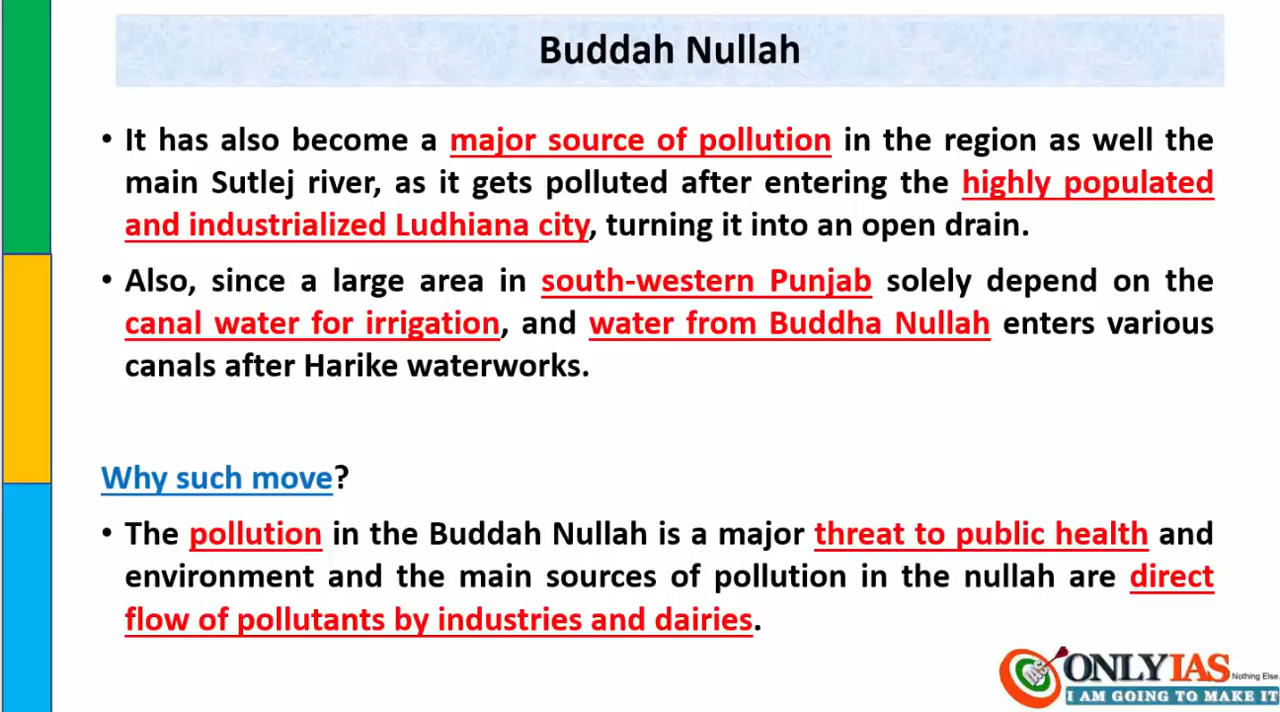 Buddah Nullah
• It has also become a major source of pollution in the region as well the
main Sutlej river, as it gets polluted after entering the highly populated
and industrialized Ludhiana city, turning it into an open drain.
• Also, since a large area in south-western Punjab solely depend on the
canal water for irrigation, and water from Buddha Nullah enters various
canals after Harike waterworks.
Why such move?
• The pollution in the Buddah Nullah is a major threat to public health and
environment and the main sources of pollution in the nullah are direct
flow of pollutants by industries and dairies.
ONLYIAS Nothing Else.
I AM GOING TO MAKE IT